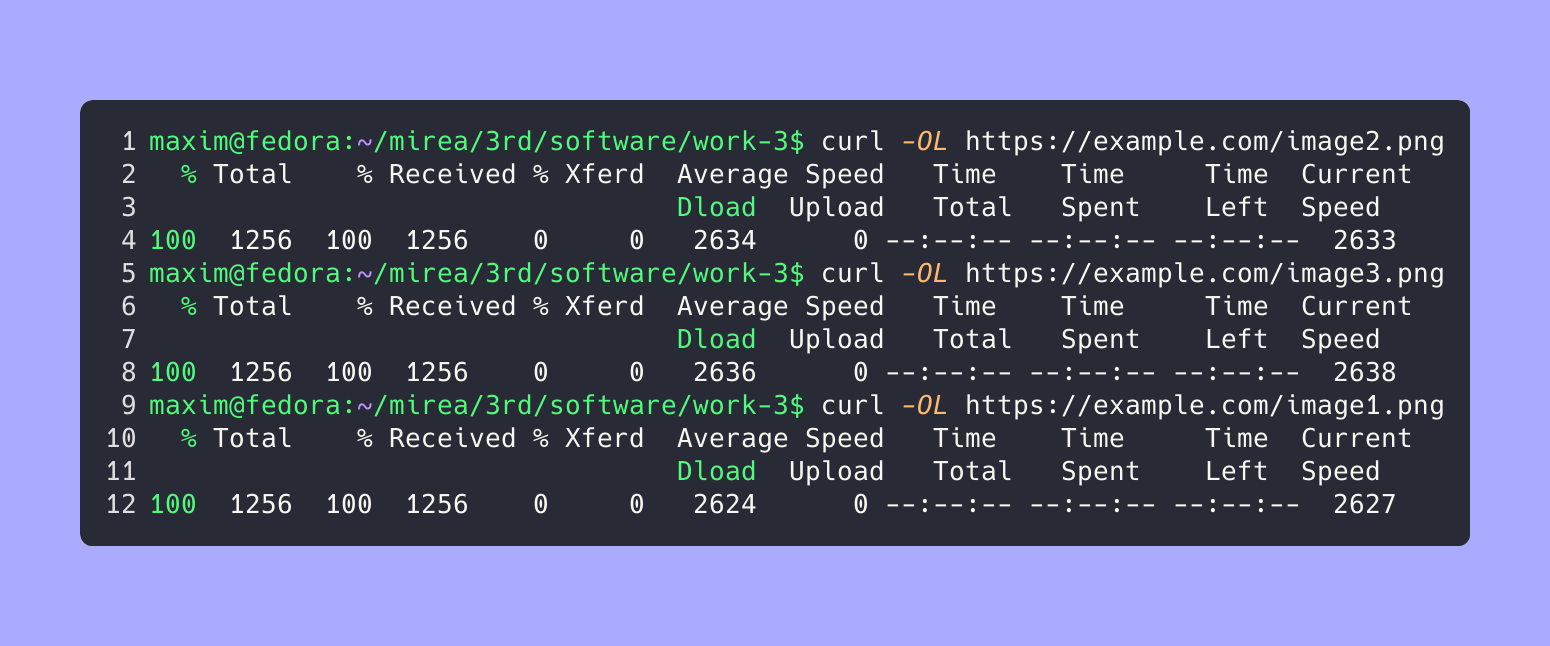 1 maxim@fedora:~/mirea/3rd/software/work-3$ curl -OL https://example.com/image2.png
2   % Total    % Received % Xferd  Average Speed   Time    Time     Time  Current
3                                  Dload  Upload   Total   Spent    Left  Speed
4 100  1256  100  1256    0     0   2634      0 --:--:-- --:--:-- --:--:--  2633
5 maxim@fedora:~/mirea/3rd/software/work-3$ curl -OL https://example.com/image3.png
6   % Total    % Received % Xferd  Average Speed   Time    Time     Time  Current
7                                  Dload  Upload   Total   Spent    Left  Speed
8 100  1256  100  1256    0     0   2636      0 --:--:-- --:--:-- --:--:--  2638
9 maxim@fedora:~/mirea/3rd/software/work-3$ curl -OL https://example.com/image1.png
10   % Total    % Received % Xferd  Average Speed   Time    Time     Time  Current
11                                  Dload  Upload   Total   Spent    Left  Speed
12 100  1256  100  1256    0     0   2624      0 --:--:-- --:--:-- --:--:--  2627